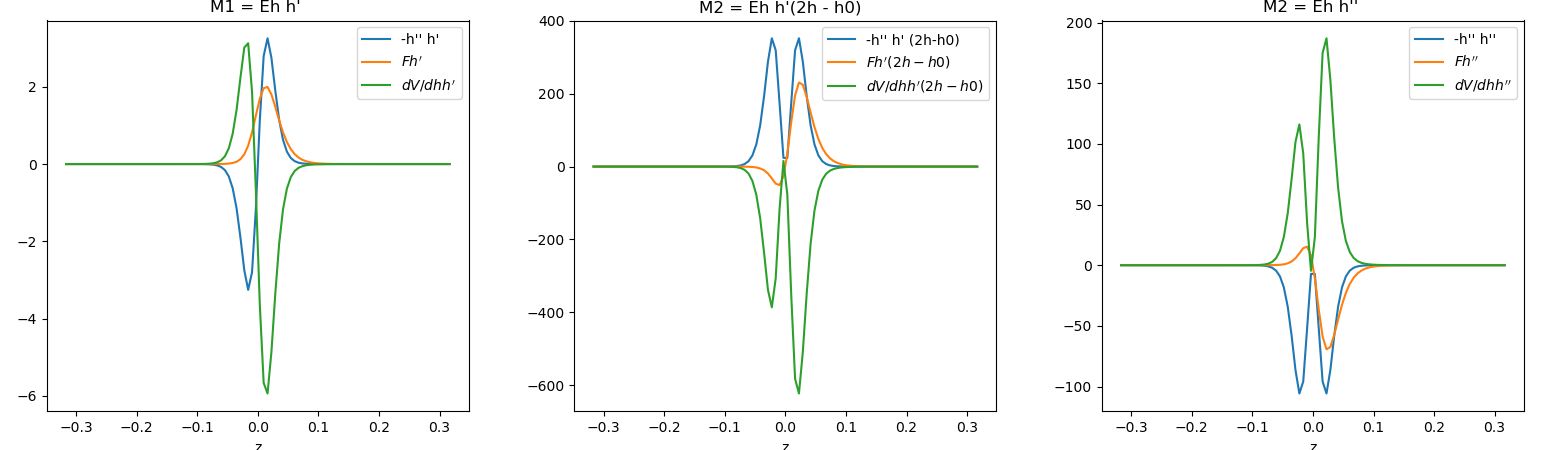 M1 = Eh h'
-h'' h'
Fh′
dV/dhh′
2
0
−2
−4
−6
−0.3 −0.2 −0.1 0.0 0.1 0.2 0.3
z
M2 = Eh h'(2h - h0)
-h'' h' (2h-h0)
Fh′(2h − h0)
dV/dhh′(2h − h0)
400
200
0
−200
−400
−600
−0.3 −0.2 −0.1 0.0 0.1 0.2 0.3
z
M2 = Eh h''
-h'' h''
Fh″
dV/dhh″
200
150
100
50
0
−50
−100
−0.3 −0.2 −0.1 0.0 0.1 0.2 0.3
z